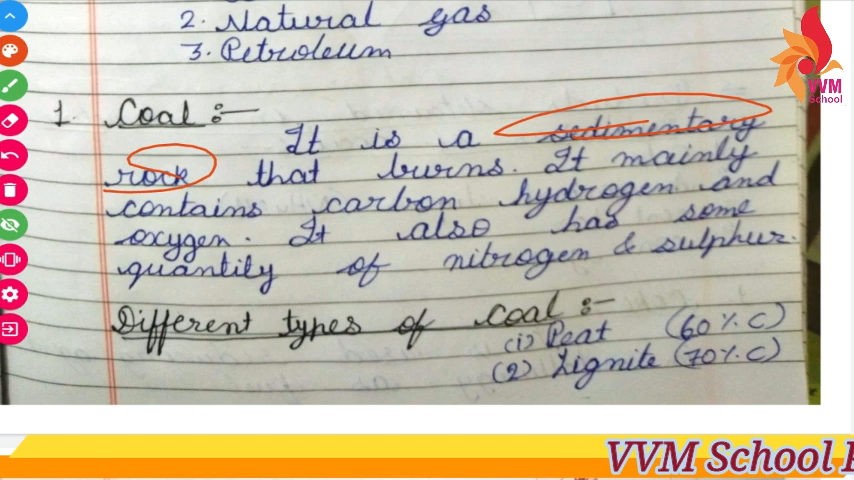 2. Natural gas
3. Petroleum
1. Coal :-
It is a sedimentary
rock that burns. It mainly
contains carbon hydrogen and
oxygen. It also has some
quantity of nitrogen & sulphur.
Different types of coal :-
(i) Peat (60%.C)
(2) Lignite (70%.C)
VVM
school
VVM School